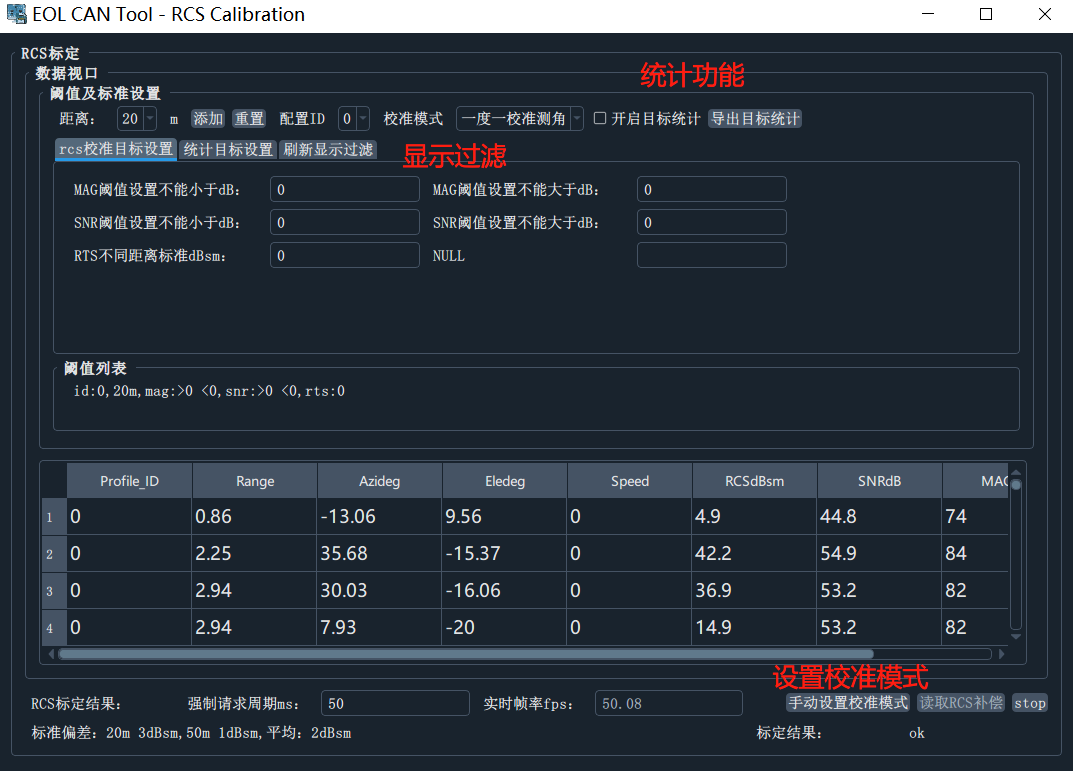 EOL CAN Tool - RCS Calibration
RCS标定
数据视口
统计功能
阈值及标准设置
距离: 20 m 添加 重置 配置ID 0 校准模式 一度一校准测角 开启目标统计 导出目标统计
rcs校准目标设置 统计目标设置 刷新显示过滤
显示过滤
MAG阈值设置不能小于dB: 0 MAG阈值设置不能大于dB: 0
SNR阈值设置不能小于dB: 0 SNR阈值设置不能大于dB: 0
RTS不同距离标准dBsm: 0 NULL
阈值列表
id:0,20m,mag:>0 <0,snr:>0 <0,rts:0
Profile_ID Range Azideg Eledeg Speed RCSdBsm SNRdB
1 0 0.86 -13.06 9.56 0 4.9 44.8 74
2 0 2.25 35.68 -15.37 0 42.2 54.9 84
3 0 2.94 30.03 -16.06 0 36.9 53.2 82
4 0 2.94 7.93 -20 0 14.9 53.2 82
设置校准模式
RCS标定结果: 强制请求周期ms: 50 实时帧率fps: 50.08 手动设置校准模式 读取RCS补偿 stop
标准偏差: 20m 3dBsm,50m 1dBsm,平均: 2dBsm 标定结果: ok